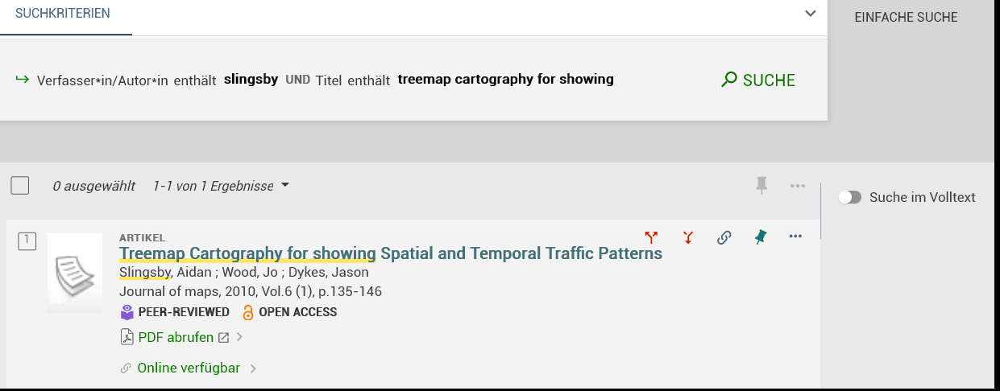 SUCHKRITERIEN
EINFACHE SUCHE
Verfasser*in/Autor*in enthält slingsby UND Titel enthält treemap cartography for showing
SUCHE
0 ausgewählt 1-1 von 1 Ergebnisse
Suche im Volltext
1
ARTIKEL
Treemap Cartography for showing Spatial and Temporal Traffic Patterns
Slingsby, Aidan ; Wood, Jo ; Dykes, Jason
Journal of maps, 2010, Vol.6 (1), p.135-146
PEER-REVIEWED OPEN ACCESS
PDF abrufen
Online verfügbar